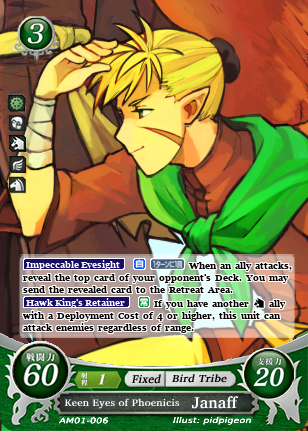 3
Impeccable Eyesight 自 1ターンに1回 When an ally attacks,
reveal the top card of your opponent's Deck. You may
send the revealed card to the Retreat Area.
Hawk King's Retainer If you have another ally
with a Deployment Cost of 4 or higher, this unit can
attack enemies regardless of range.
戦闘力
60
射程 1
Fixed Bird Tribe
支援力
20
Keen Eyes of Phoenicis Janaff
AM01-006 Illust: pidpigeon